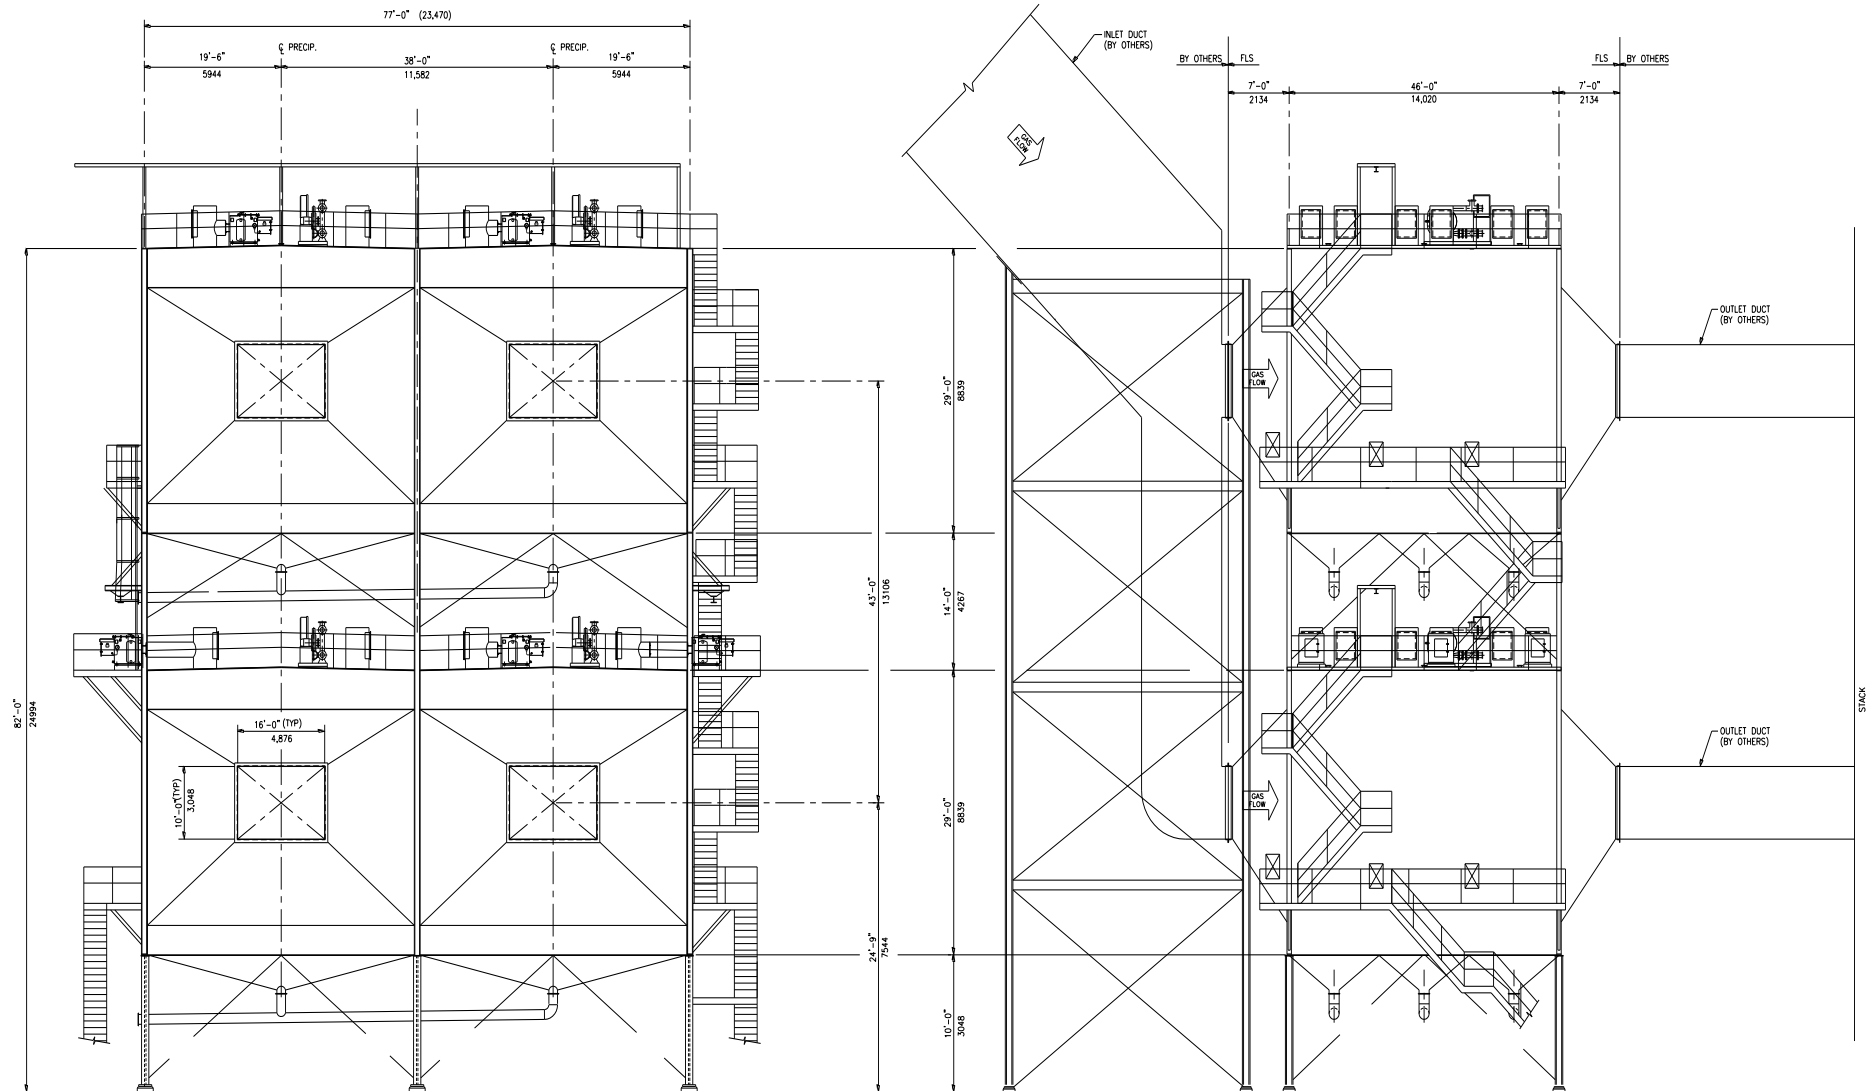 77'-0" (23,470)
℄ PRECIP.
℄ PRECIP.
19'-6"
5944
38'-0"
11,582
19'-6"
5944
INLET DUCT
(BY OTHERS)
BY OTHERS
FLS
FLS
BY OTHERS
7'-0"
2134
46'-0"
14,020
7'-0"
2134
GAS
FLOW
OUTLET DUCT
(BY OTHERS)
GAS
FLOW
29'-0"
8839
43'-0"
13106
14'-0"
4267
82'-0"
24994
STACK
16'-0" (TYP)
4,876
10'-0" (TYP)
3,048
OUTLET DUCT
(BY OTHERS)
GAS
FLOW
29'-0"
8839
24'-9"
7544
10'-0"
3048